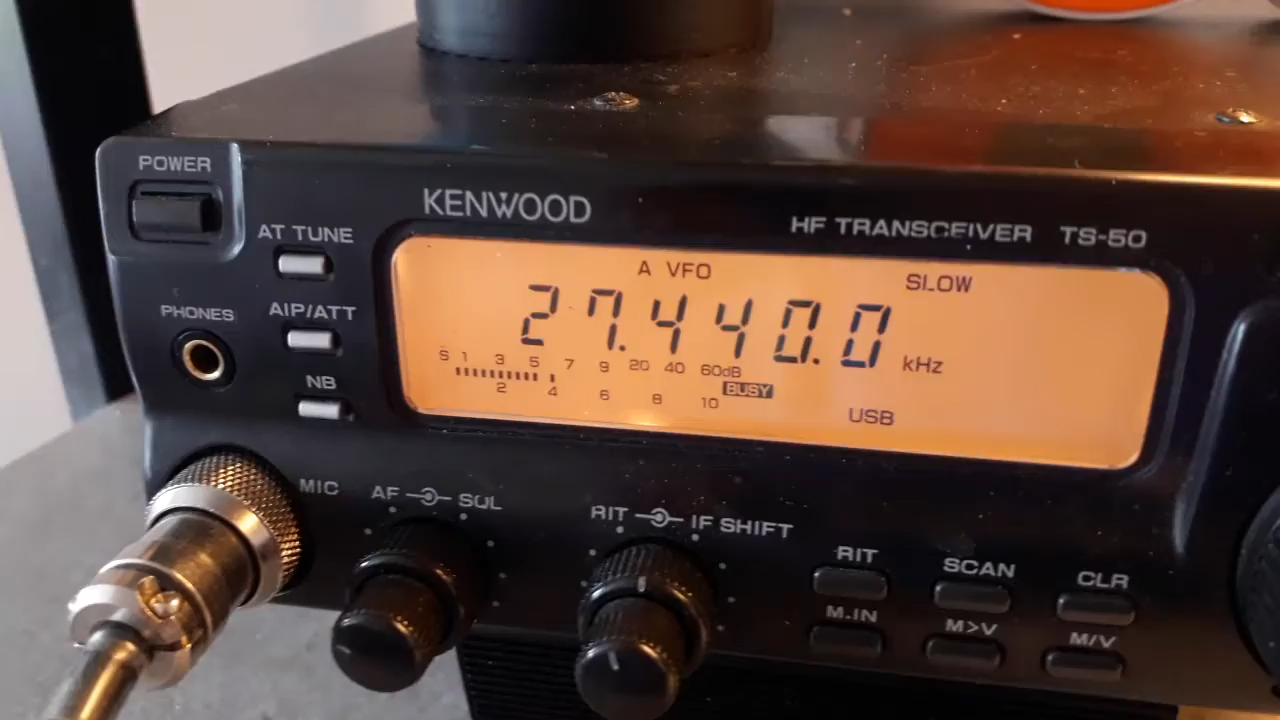 POWER
KENWOOD
HF TRANSCEIVER TS-50
AT TUNE
A VFO
SLOW
PHONES
AIP/ATT
27.440.0 kHz
S 1 3 5 7 9 20 40 60dB
BUSY
2 4 6 8 10
USB
NB
MIC
AF SQL
RIT IF SHIFT
RIT
SCAN
CLR
M.IN
M>V
M/V